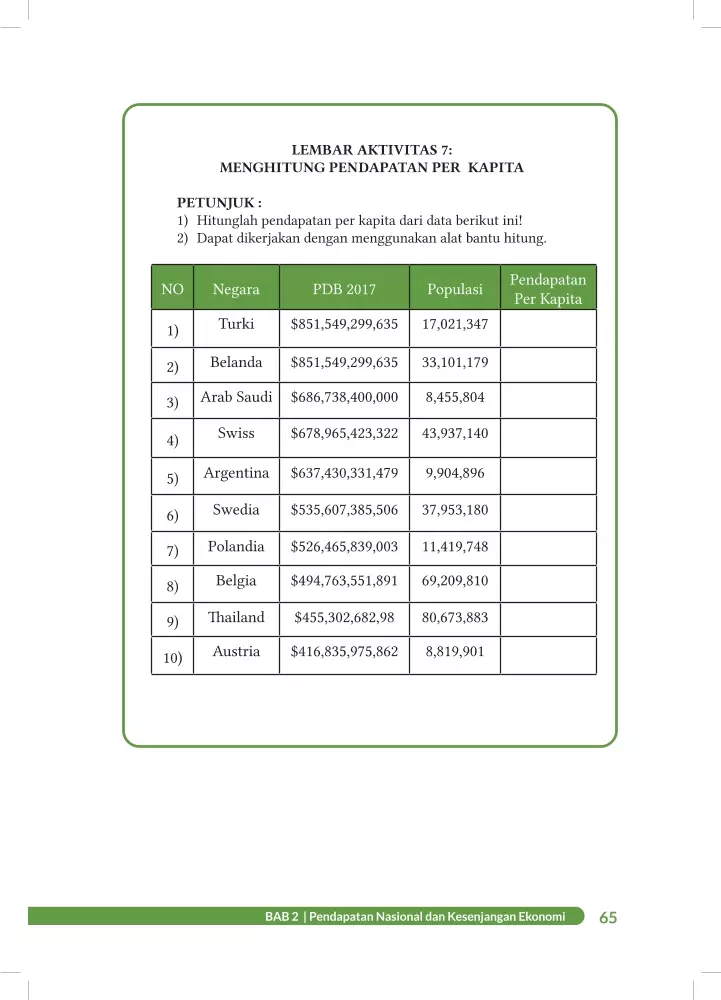 LEMBAR AKTIVITAS 7:
MENGHITUNG PENDAPATAN PER KAPITA
PETUNJUK :
1) Hitunglah pendapatan per kapita dari data berikut ini!
2) Dapat dikerjakan dengan menggunakan alat bantu hitung.
NO Negara PDB 2017 Populasi Pendapatan Per Kapita
1) Turki $851,549,299,635 17,021,347
2) Belanda $851,549,299,635 33,101,179
3) Arab Saudi $686,738,400,000 8,455,804
4) Swiss $678,965,423,322 43,937,140
5) Argentina $637,430,331,479 9,904,896
6) Swedia $535,607,385,506 37,953,180
7) Polandia $526,465,839,003 11,419,748
8) Belgia $494,763,551,891 69,209,810
9) Thailand $455,302,682,98 80,673,883
10) Austria $416,835,975,862 8,819,901
BAB 2 | Pendapatan Nasional dan Kesenjangan Ekonomi 65